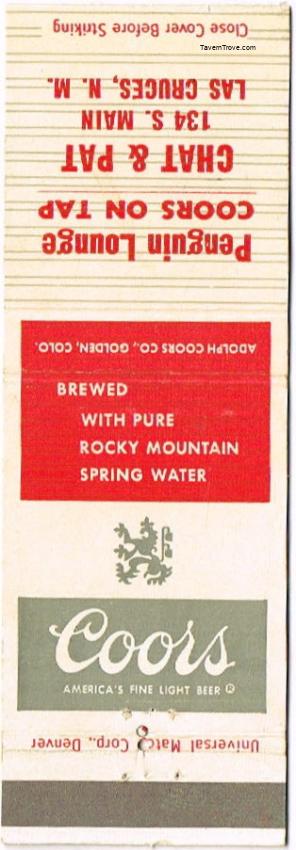 Close Cover Before Striking
TavernTrove.com
Penguin Lounge
COORS ON TAP
CHAT & PAT
134 S. MAIN
LAS CRUCES, N. M.
ADOLPH COORS CO., GOLDEN, COLO.
BREWED
WITH PURE
ROCKY MOUNTAIN
SPRING WATER
Coors
AMERICA'S FINE LIGHT BEER ®
Universal Match Corp., Denver